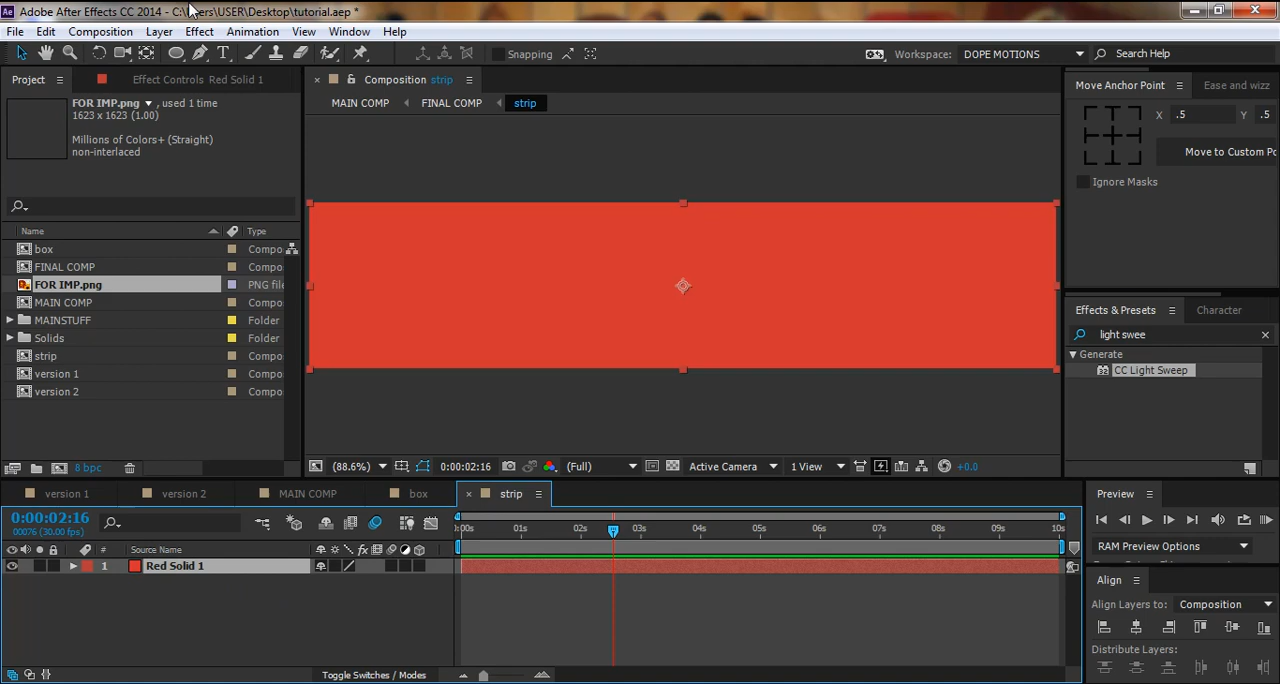 Adobe After Effects CC 2014 - C:\Users\USER\Desktop\tutorial.aep *
File Edit Composition Layer Effect Animation View Window Help
Snapping Workspace: DOPE MOTIONS Search Help
Project Effect Controls Red Solid 1
Composition strip
Move Anchor Point Ease and wizz
FOR IMP.png , used 1 time
1623 x 1623 (1.00)
Millions of Colors+ (Straight)
non-interlaced
MAIN COMP FINAL COMP strip
X .5 Y .5
Move to Custom Po
Ignore Masks
Name Type
box Compo
FINAL COMP Compo
FOR IMP.png PNG file
MAIN COMP Compo
MAINSTUFF Folder
Solids Folder
strip Compo
version 1 Compo
version 2 Compo
8 bpc
Effects & Presets Character
light swee
Generate
32 CC Light Sweep
(88.6%) 0:00:02:16 (Full) Active Camera 1 View +0.0
version 1 version 2 MAIN COMP box strip
0:00:02:16
00076 (30.00 fps)
):00s 01s 02s 03s 04s 05s 06s 07s 08s 09s 10s
# Source Name fx
1 Red Solid 1
Toggle Switches / Modes
Preview
RAM Preview Options
Align
Align Layers to: Composition
Distribute Layers: